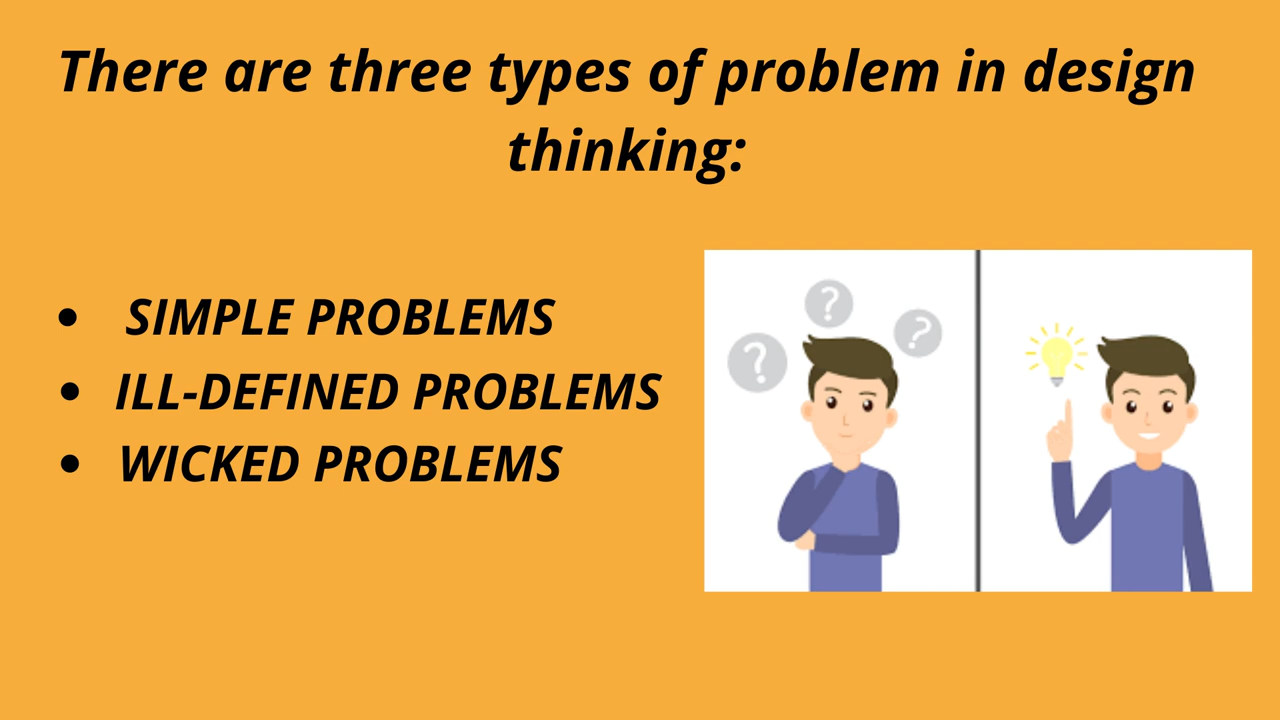 There are three types of problem in design
thinking:
• SIMPLE PROBLEMS
• ILL-DEFINED PROBLEMS
• WICKED PROBLEMS
? ? ?